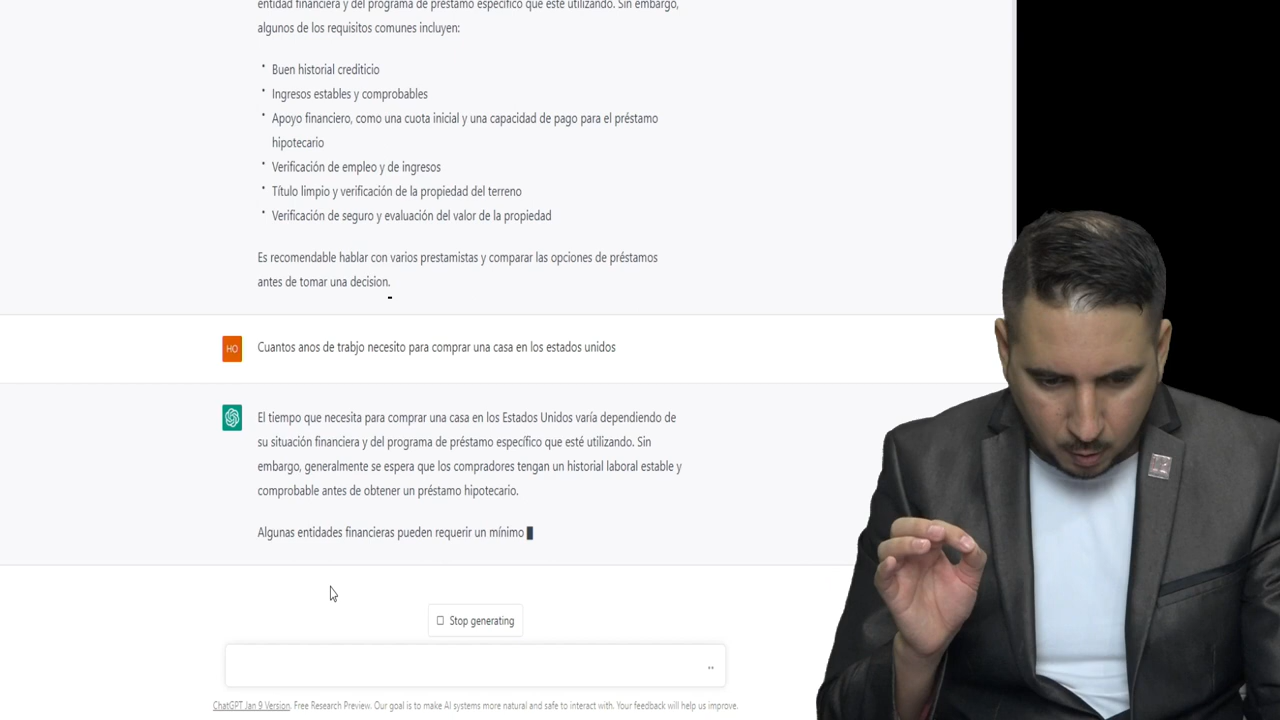 entidad financiera y del programa de préstamo específico que esté utilizando. Sin embargo,
algunos de los requisitos comunes incluyen:
• Buen historial crediticio
• Ingresos estables y comprobables
• Apoyo financiero, como una cuota inicial y una capacidad de pago para el préstamo
hipotecario
• Verificación de empleo y de ingresos
• Título limpio y verificación de la propiedad del terreno
• Verificación de seguro y evaluación del valor de la propiedad
Es recomendable hablar con varios prestamistas y comparar las opciones de préstamos
antes de tomar una decision.
HO
Cuantos anos de trabjo necesito para comprar una casa en los estados unidos
El tiempo que necesita para comprar una casa en los Estados Unidos varía dependiendo de
su situación financiera y del programa de préstamo específico que esté utilizando. Sin
embargo, generalmente se espera que los compradores tengan un historial laboral estable y
comprobable antes de obtener un préstamo hipotecario.
Algunas entidades financieras pueden requerir un mínimo
Stop generating
ChatGPT Jan 9 Version. Free Research Preview. Our goal is to make AI systems more natural and safe to interact with. Your feedback will help us improve.